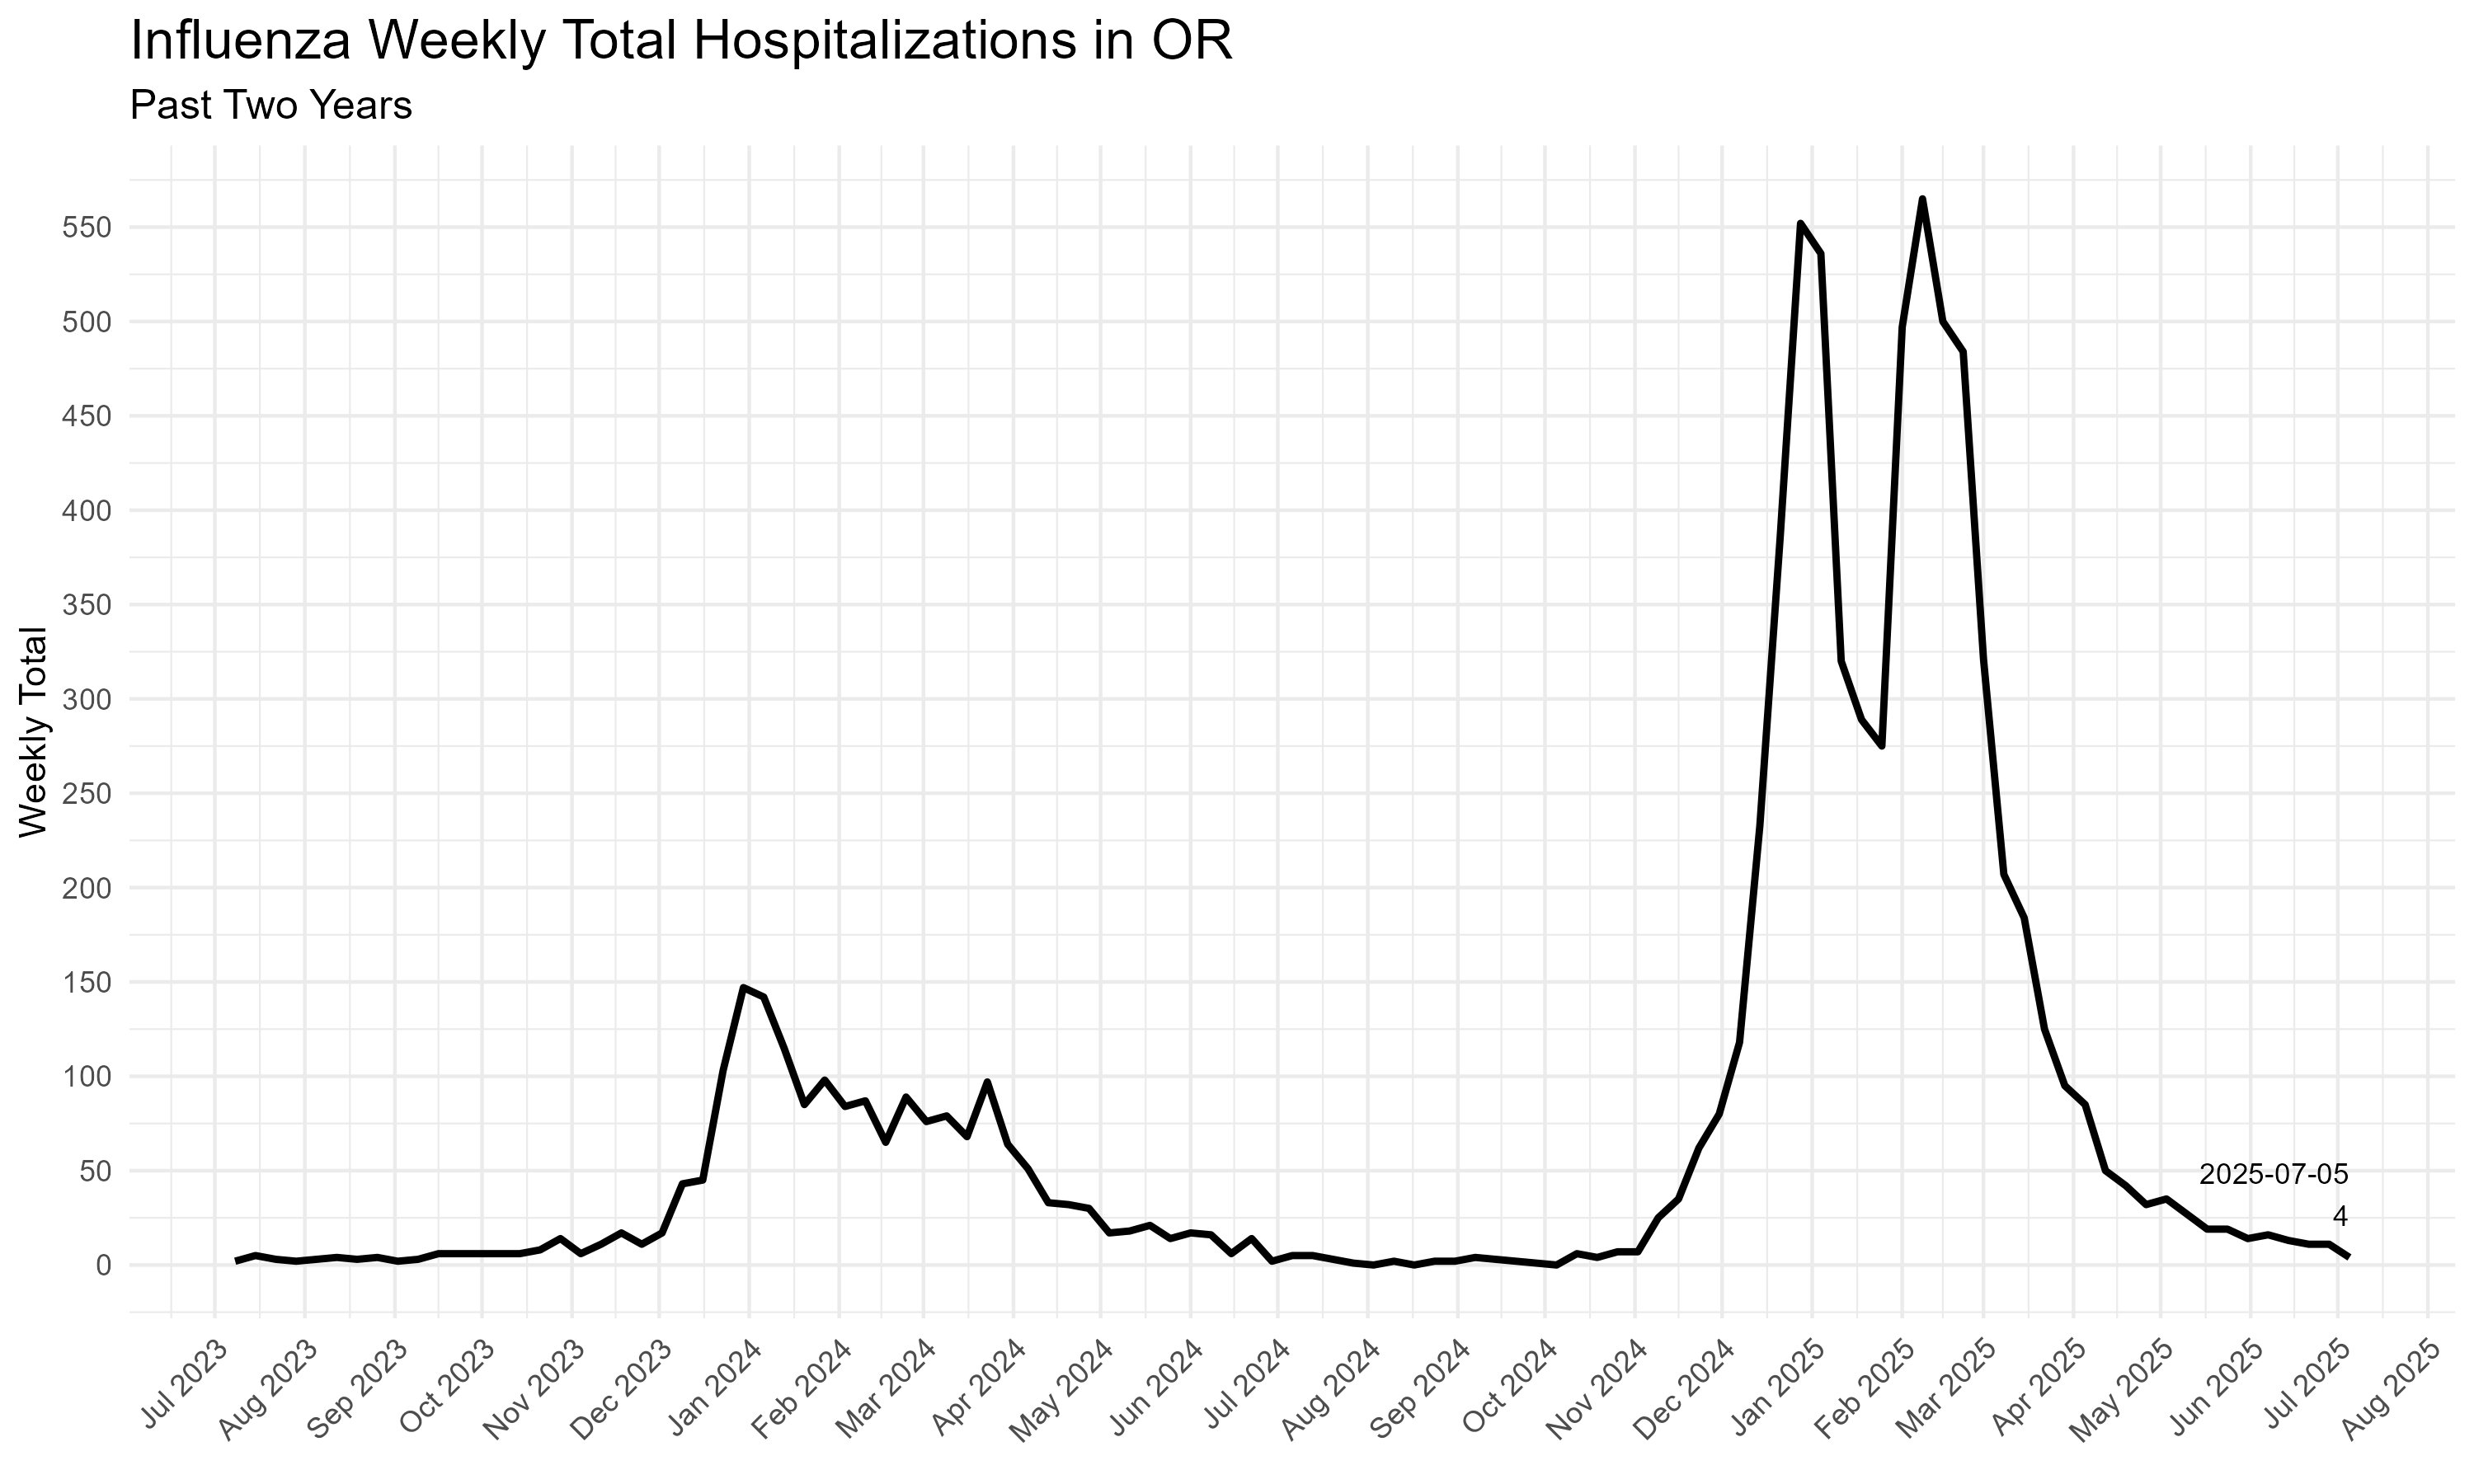 Influenza Weekly Total Hospitalizations in OR
Past Two Years
Weekly Total
550
500
450
400
350
300
250
200
150
100
50
0
2025-07-05
4
Jul 2023
Aug 2023
Sep 2023
Oct 2023
Nov 2023
Dec 2023
Jan 2024
Feb 2024
Mar 2024
Apr 2024
May 2024
Jun 2024
Jul 2024
Aug 2024
Sep 2024
Oct 2024
Nov 2024
Dec 2024
Jan 2025
Feb 2025
Mar 2025
Apr 2025
May 2025
Jun 2025
Jul 2025
Aug 2025